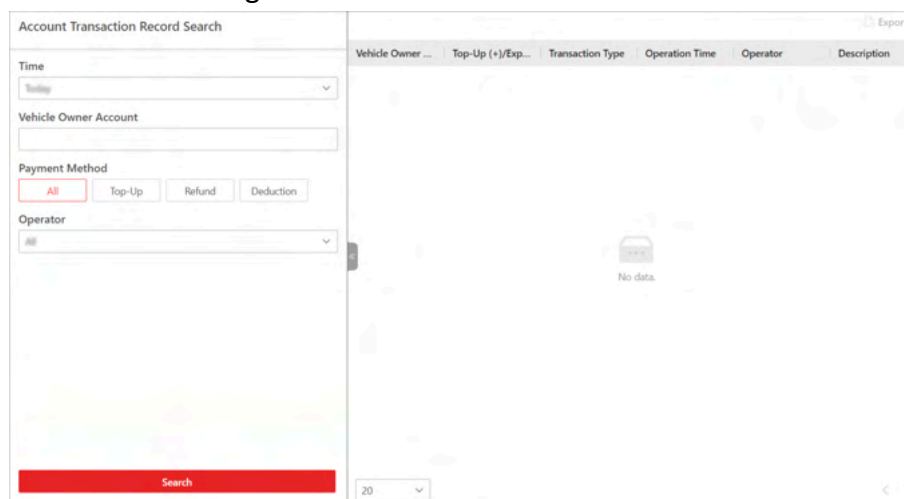 Account Transaction Record Search
Export
Vehicle Owner ... Top-Up (+)/Exp... Transaction Type Operation Time Operator Description
Time
Today
Vehicle Owner Account
Payment Method
All Top-Up Refund Deduction
Operator
All
No data.
Search
20